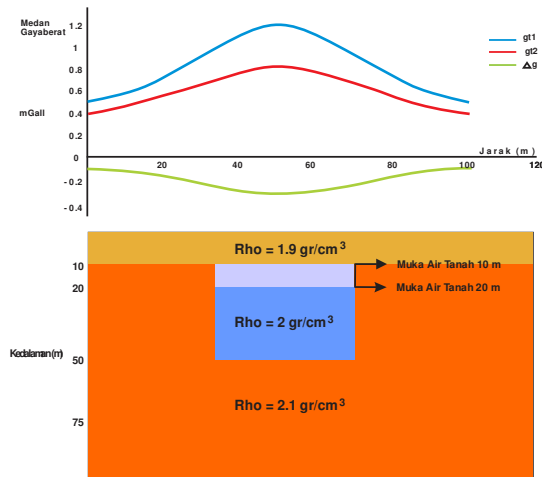 Medan
Gayaberat
mGall
1.2
1
0.8
0.6
0.4
0.2
0
- 0.2
- 0.4
gt1
gt2
Δg
Jarak (m)
20
40
60
80
100
120
Rho = 1.9 gr/cm³
10
Muka Air Tanah 10 m
20
Muka Air Tanah 20 m
Rho = 2 gr/cm³
Kedalaman(m)
50
Rho = 2.1 gr/cm³
75